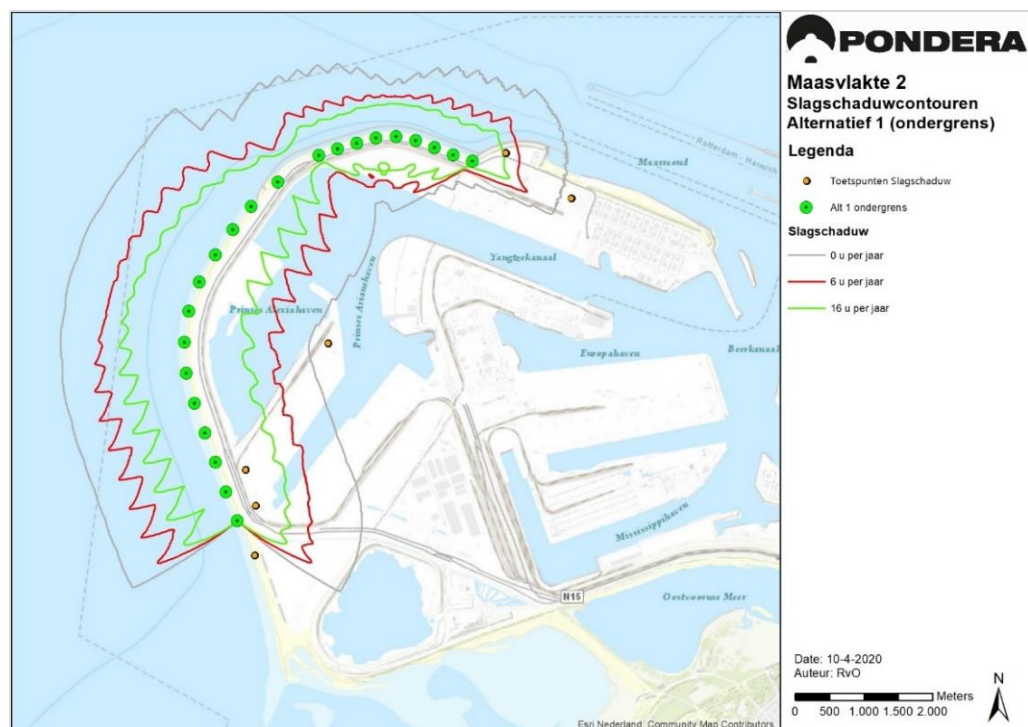 PONDERA
Maasvlakte 2
Slagschaduwcontouren
Alternatief 1 (ondergrens)
Legenda
Toetspunten Slagschaduw
Alt 1 ondergrens
Slagschaduw
0 u per jaar
6 u per jaar
16 u per jaar
Maasmond
Yangtzekanaal
Prinses Alexiahaven
Prinses Arianehaven
Europahaven
Beerkanaal
Mississippihaven
N15
Oostvoornse Meer
Date: 10-4-2020
Auteur: RvO
N
Meters
0 500 1.000 1.500 2.000
Esri Nederland, Community Map Contributors